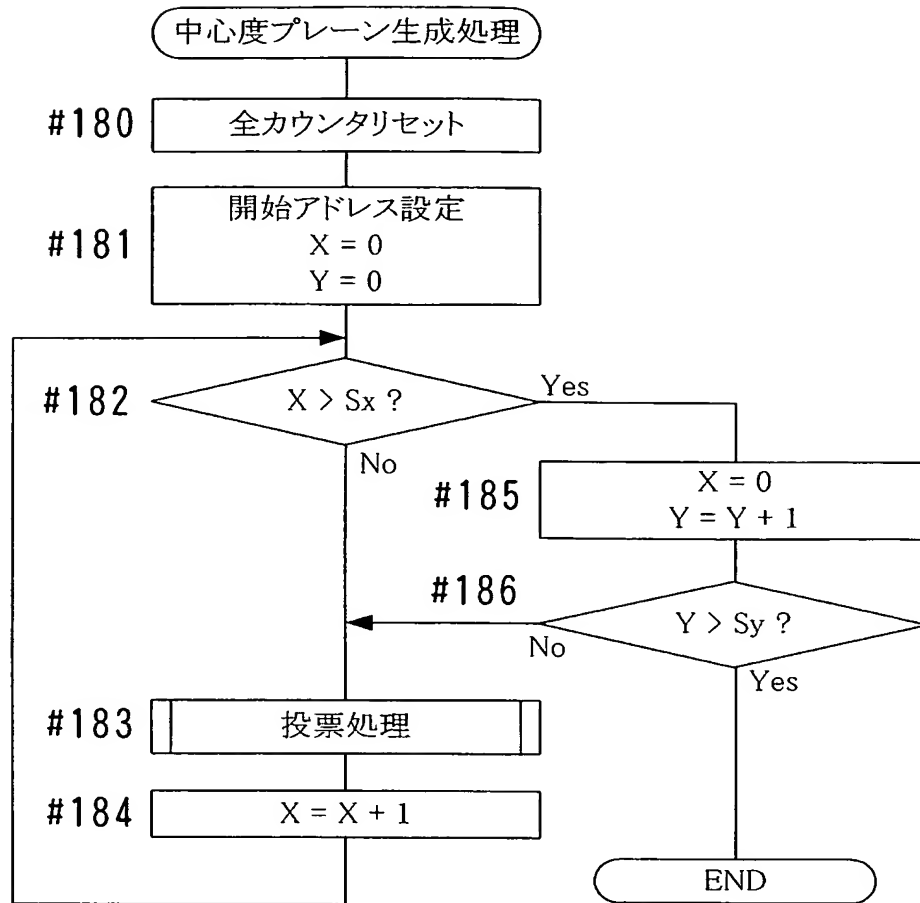 中心度プレーン生成処理
#180
全カウンタリセット
#181
開始アドレス設定
X = 0
Y = 0
#182
X > Sx ?
Yes
No
#185
X = 0
Y = Y + 1
#186
Y > Sy ?
No
Yes
#183
投票処理
#184
X = X + 1
END